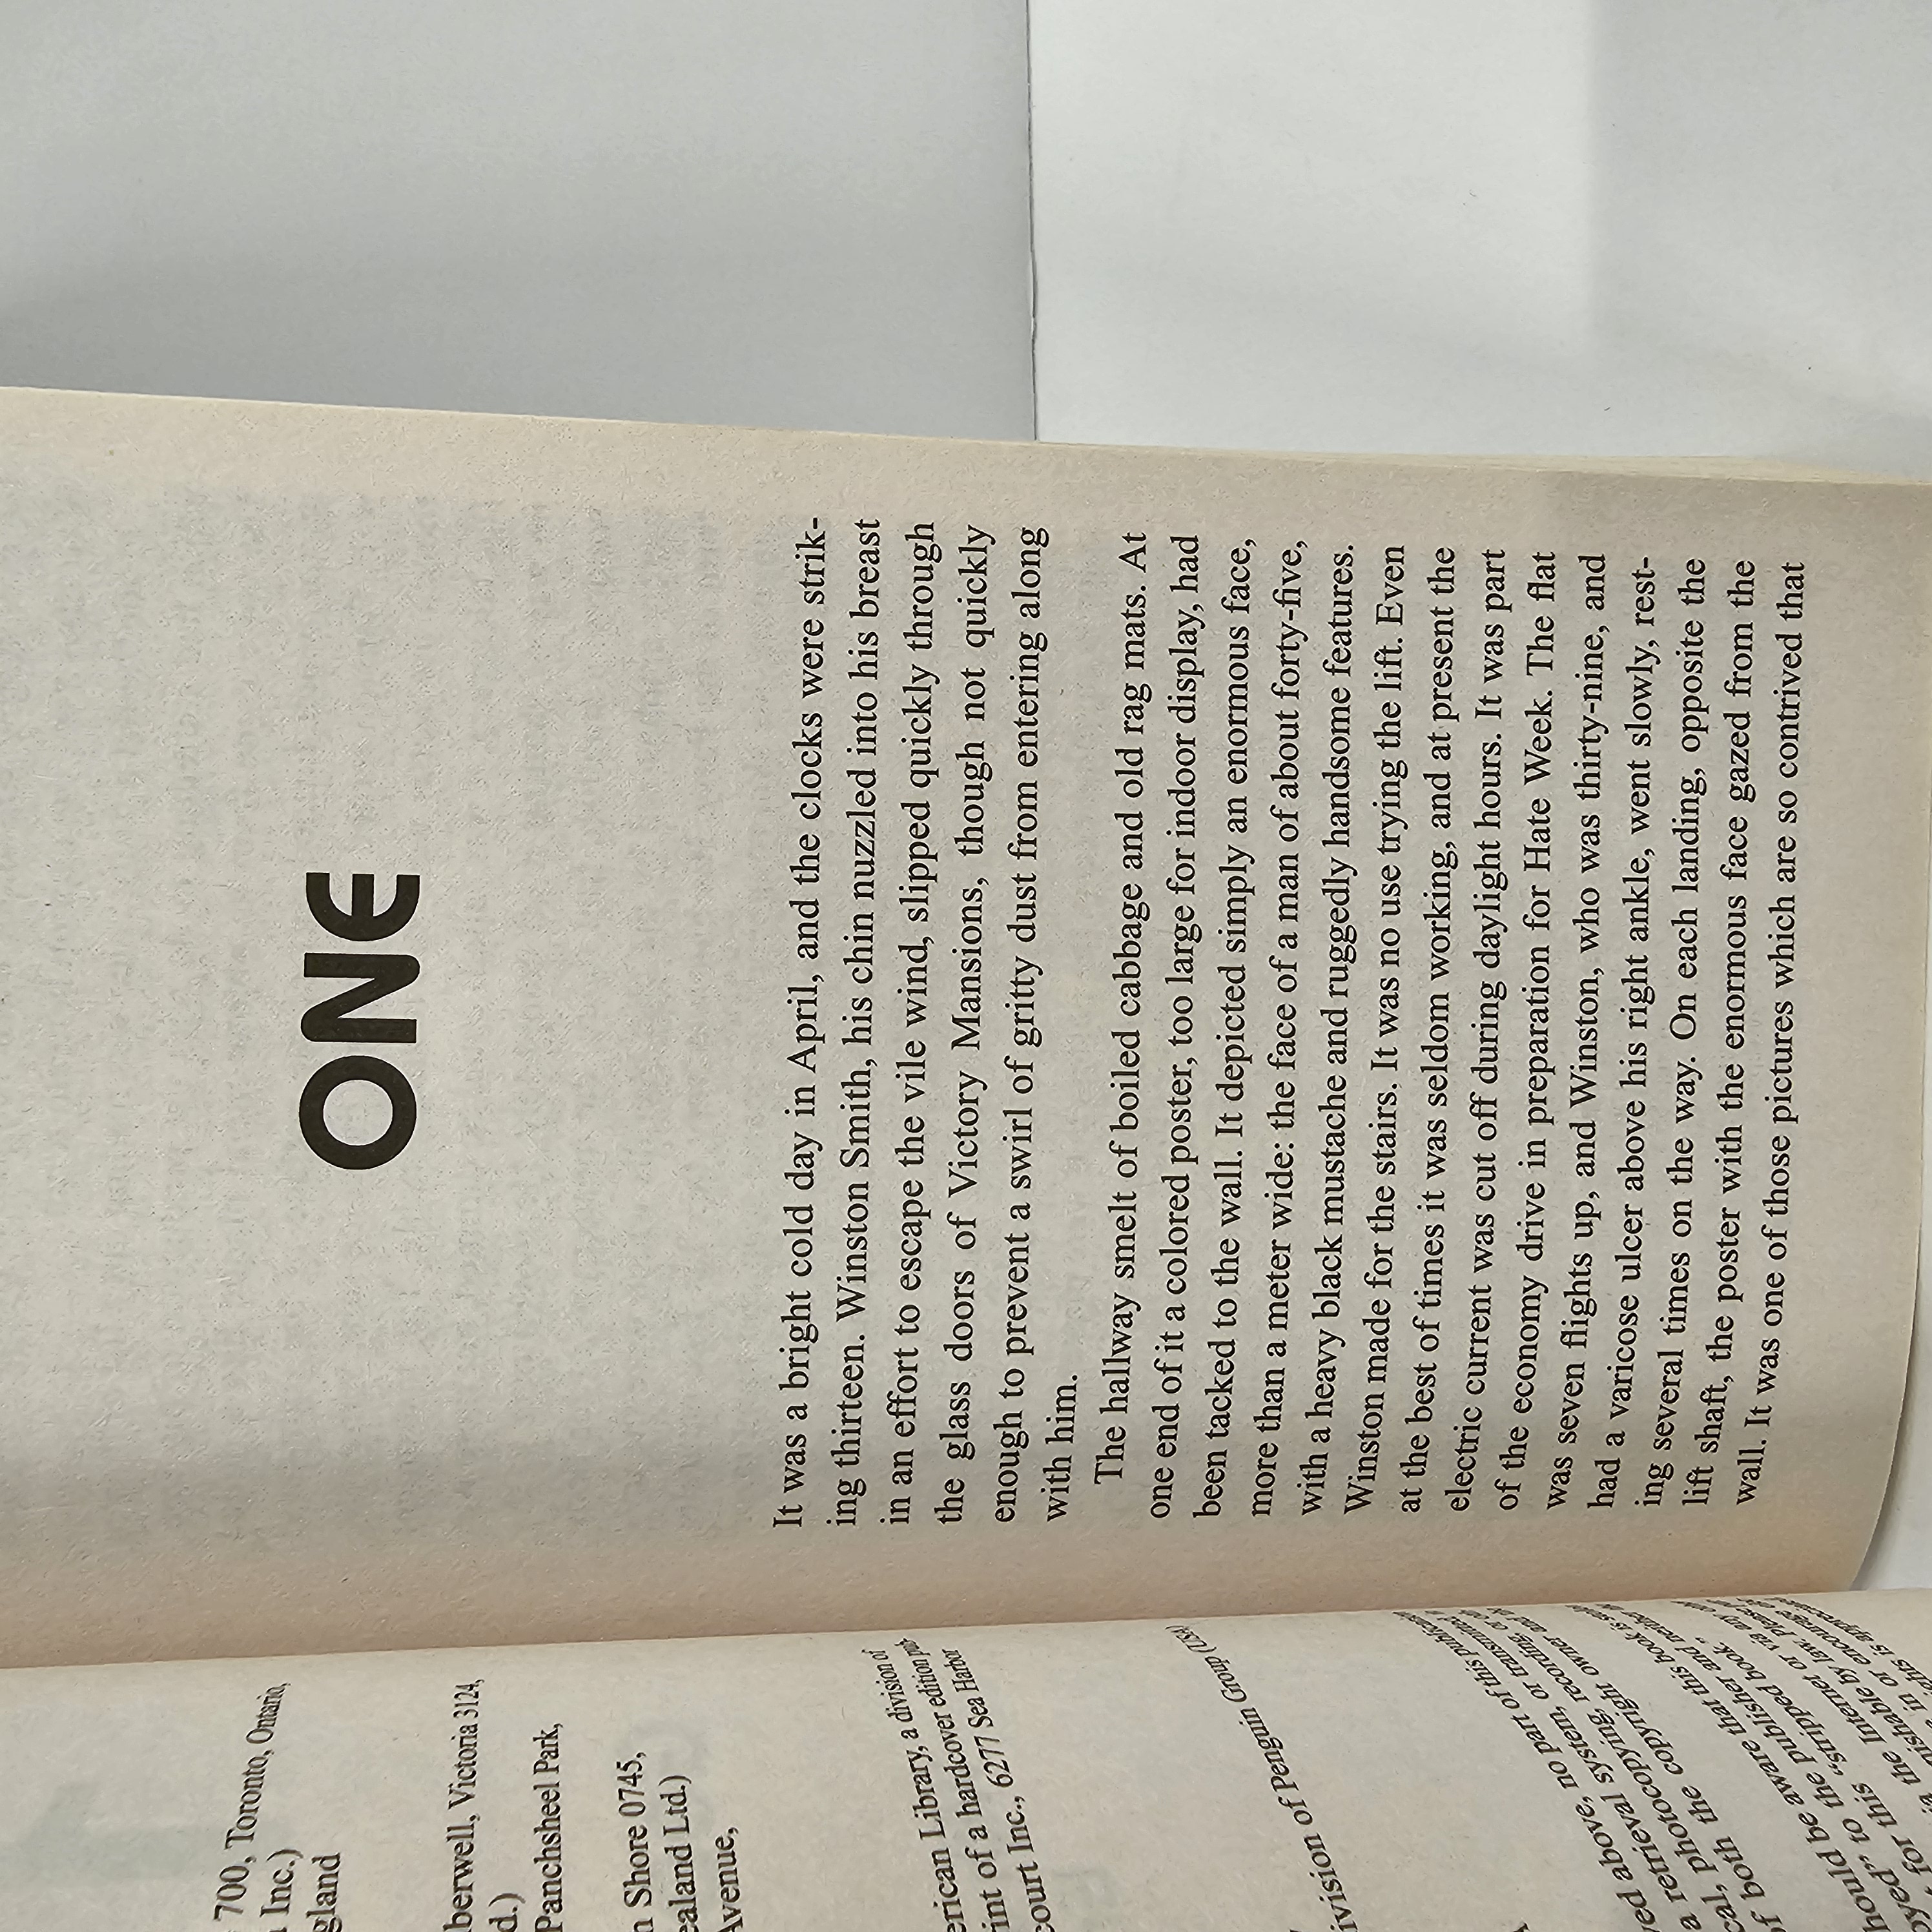 700, Toronto, Ontario,
Inc.)
gland
berwell, Victoria 3124,
d.)
Panchsheel Park,
n Shore 0745,
ealand Ltd.)
Avenue,
erican Library, a division of
rint of a hardcover edition pub-
court Inc., 6277 Sea Harbor
ivision of Penguin Group (USA)
ved above, no part of this publication
a retrieval system, or transmitted, in
cal, photocopying, recording, or
of both the copyright owner and the
hould be aware that this book is
oyed” to the publisher and neither
for this “stripped book.”
the Internet or via any
nishable by law. Please
in or encourage
ghts is appreciated
ONE
It was a bright cold day in April, and the clocks were strik-
ing thirteen. Winston Smith, his chin nuzzled into his breast
in an effort to escape the vile wind, slipped quickly through
the glass doors of Victory Mansions, though not quickly
enough to prevent a swirl of gritty dust from entering along
with him.
The hallway smelt of boiled cabbage and old rag mats. At
one end of it a colored poster, too large for indoor display, had
been tacked to the wall. It depicted simply an enormous face,
more than a meter wide: the face of a man of about forty-five,
with a heavy black mustache and ruggedly handsome features.
Winston made for the stairs. It was no use trying the lift. Even
at the best of times it was seldom working, and at present the
electric current was cut off during daylight hours. It was part
of the economy drive in preparation for Hate Week. The flat
was seven flights up, and Winston, who was thirty-nine, and
had a varicose ulcer above his right ankle, went slowly, rest-
ing several times on the way. On each landing, opposite the
lift shaft, the poster with the enormous face gazed from the
wall. It was one of those pictures which are so contrived that